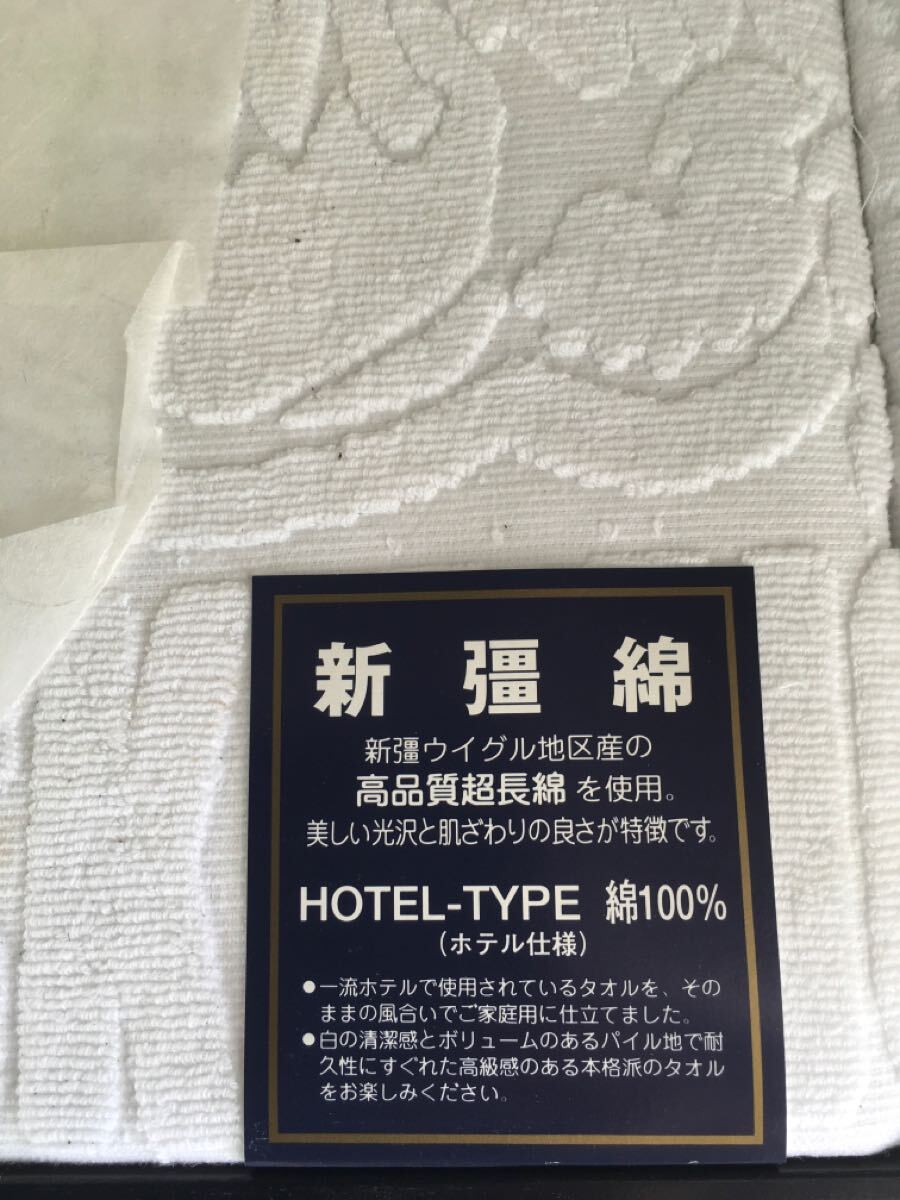 新疆綿
新疆ウイグル地区産の
高品質超長綿を使用。
美しい光沢と肌ざわりの良さが特徴です。
HOTEL-TYPE 綿100%
(ホテル仕様)
●一流ホテルで使用されているタオルを、その
ままの風合いでご家庭用に仕立てました。
●白の清潔感とボリュームのあるパイル地で耐
久性にすぐれた高級感のある本格派のタオル
をお楽しみください。